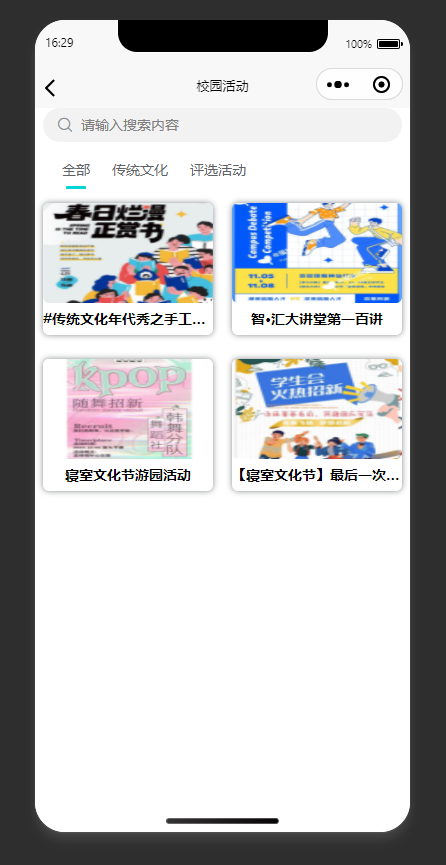 16:29
100%
校园活动
请输入搜索内容
全部 传统文化 评选活动
春日烂漫
正赏书
Campus Debate
Competition
11.05
11.08
#传统文化年代秀之手工...
智•汇大讲堂第一百讲
kpop
随舞招新
Recruit
韩舞分队
舞蹈社
学生会
火热招新
寝室文化节游园活动
【寝室文化节】最后一次...